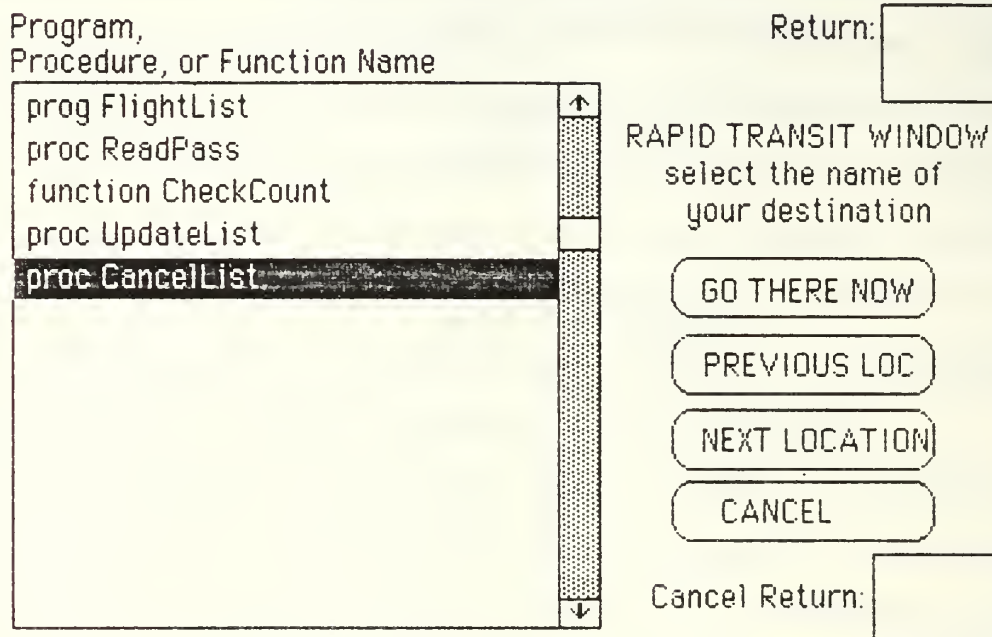 Program,
Procedure, or Function Name
prog FlightList
proc ReadPass
function CheckCount
proc UpdateList
proc CancelList
Return:
RAPID TRANSIT WINDOW
select the name of
your destination
GO THERE NOW
PREVIOUS LOC
NEXT LOCATION
CANCEL
Cancel Return: